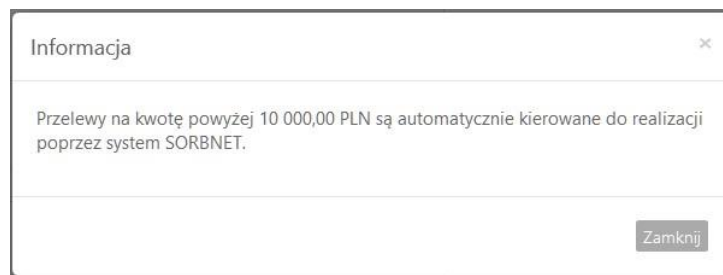 Informacja ×
Przelewy na kwotę powyżej 10 000,00 PLN są automatycznie kierowane do realizacji
poprzez system SORBNET.
Zamknij